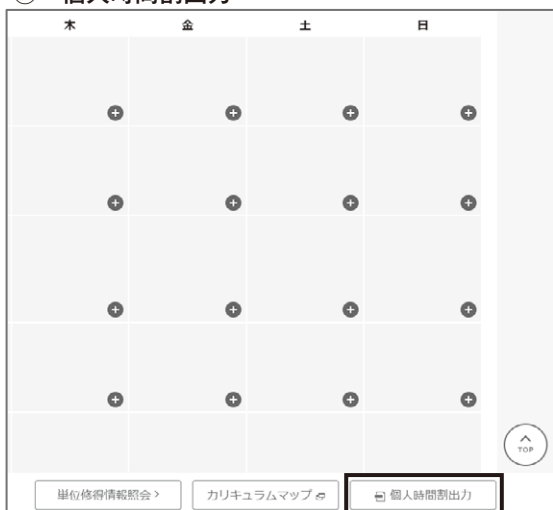 個人時間割出力
木 金 土 日
TOP
単位修得情報照会 >
カリキュラムマップ
個人時間割出力